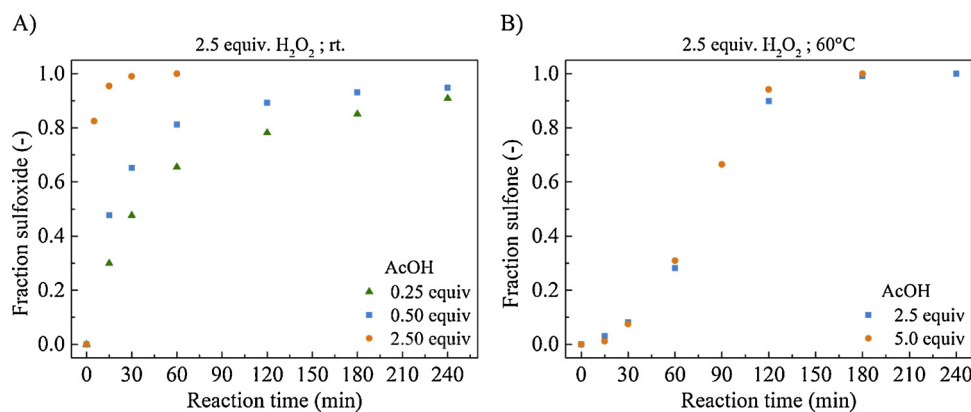 A)
2.5 equiv. H₂O₂ ; rt.
Fraction sulfoxide (-)
1.0
0.8
0.6
0.4
0.2
0.0
AcOH
0.25 equiv
0.50 equiv
2.50 equiv
0 30 60 90 120 150 180 210 240
Reaction time (min)
B)
2.5 equiv. H₂O₂ ; 60°C
Fraction sulfone (-)
1.0
0.8
0.6
0.4
0.2
0.0
AcOH
2.5 equiv
5.0 equiv
0 30 60 90 120 150 180 210 240
Reaction time (min)